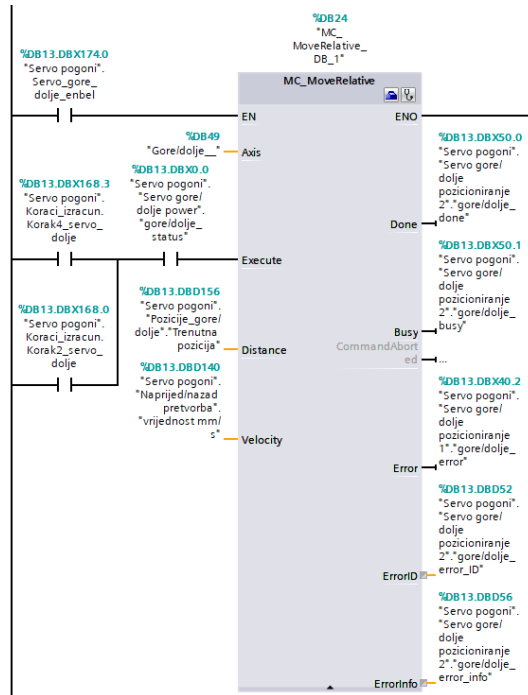 %DB24
"MC_
MoveRelative_
DB_1"
%DB13.DBX174.0
"Servo pogoni".
Servo_gore_
dolje_enbel
MC_MoveRelative
EN
ENO
%DB49
"Gore/dolje__"
Axis
%DB13.DBX50.0
"Servo pogoni".
"Servo gore/
dolje
pozicioniranje
2"."gore/dolje_
done"
Done
%DB13.DBX168.3
"Servo pogoni".
Koraci_izracun.
Korak4_servo_
dolje
%DB13.DBX0.0
"Servo pogoni".
"Servo gore/
dolje power".
"gore/dolje_
status"
Execute
%DB13.DBX50.1
"Servo pogoni".
"Servo gore/
dolje
pozicioniranje
2"."gore/dolje_
busy"
Busy
%DB13.DBX168.0
"Servo pogoni".
Koraci_izracun.
Korak2_servo_
dolje
%DB13.DBD156
"Servo pogoni".
"Pozicije_gore/
dolje"."Trenutna
pozicija"
Distance
CommandAbort
ed
...
%DB13.DBD140
"Servo pogoni".
"Naprijed/nazad
pretvorba".
"vrijednost mm/
s"
Velocity
%DB13.DBX40.2
"Servo pogoni".
"Servo gore/
dolje
pozicioniranje
1"."gore/dolje_
error"
Error
%DB13.DBD52
"Servo pogoni".
"Servo gore/
dolje
pozicioniranje
2"."gore/dolje_
error_ID"
ErrorID
%DB13.DBD56
"Servo pogoni".
"Servo gore/
dolje
pozicioniranje
2"."gore/dolje_
error_info"
ErrorInfo